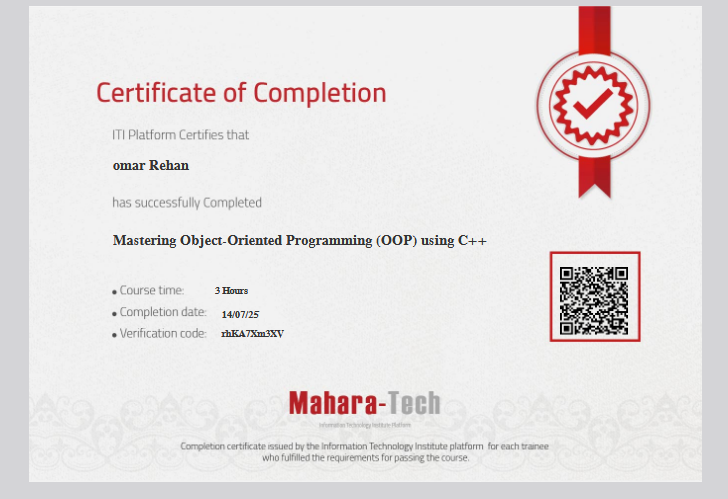 Certificate of Completion
ITI Platform Certifies that
omar Rehan
has successfully Completed
Mastering Object-Oriented Programming (OOP) using C++
• Course time: 3 Hours
• Completion date: 14/07/25
• Verification code: rhKA7Xm3XV
Mahara-Tech
Information Technology Institute Platform
Completion certificate issued by the Information Technology Institute platform for each trainee
who fulfilled the requirements for passing the course.